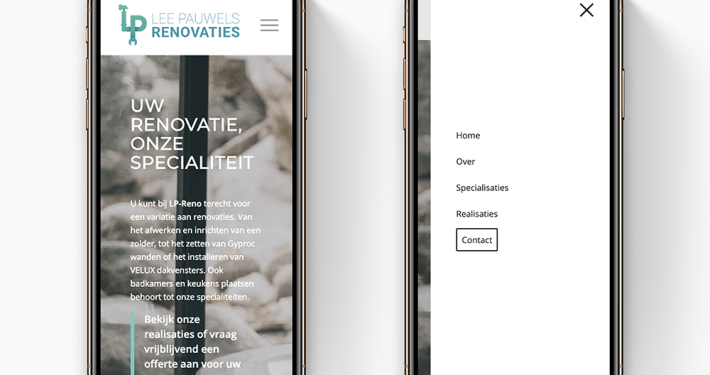 LP LEE PAUWELS
RENOVATIES
UW
RENOVATIE,
ONZE
SPECIALITEIT
U kunt bij LP-Reno terecht voor
een variatie aan renovaties. Van
het afwerken en inrichten van een
zolder, tot het zetten van Gyproc
wanden of het installeren van
VELUX dakvensters. Ook
badkamers en keukens plaatsen
behoort tot onze specialiteiten.
Bekijk onze
realisaties of vraag
vrijblijvend een
offerte aan voor uw
Home
Over
Specialisaties
Realisaties
Contact